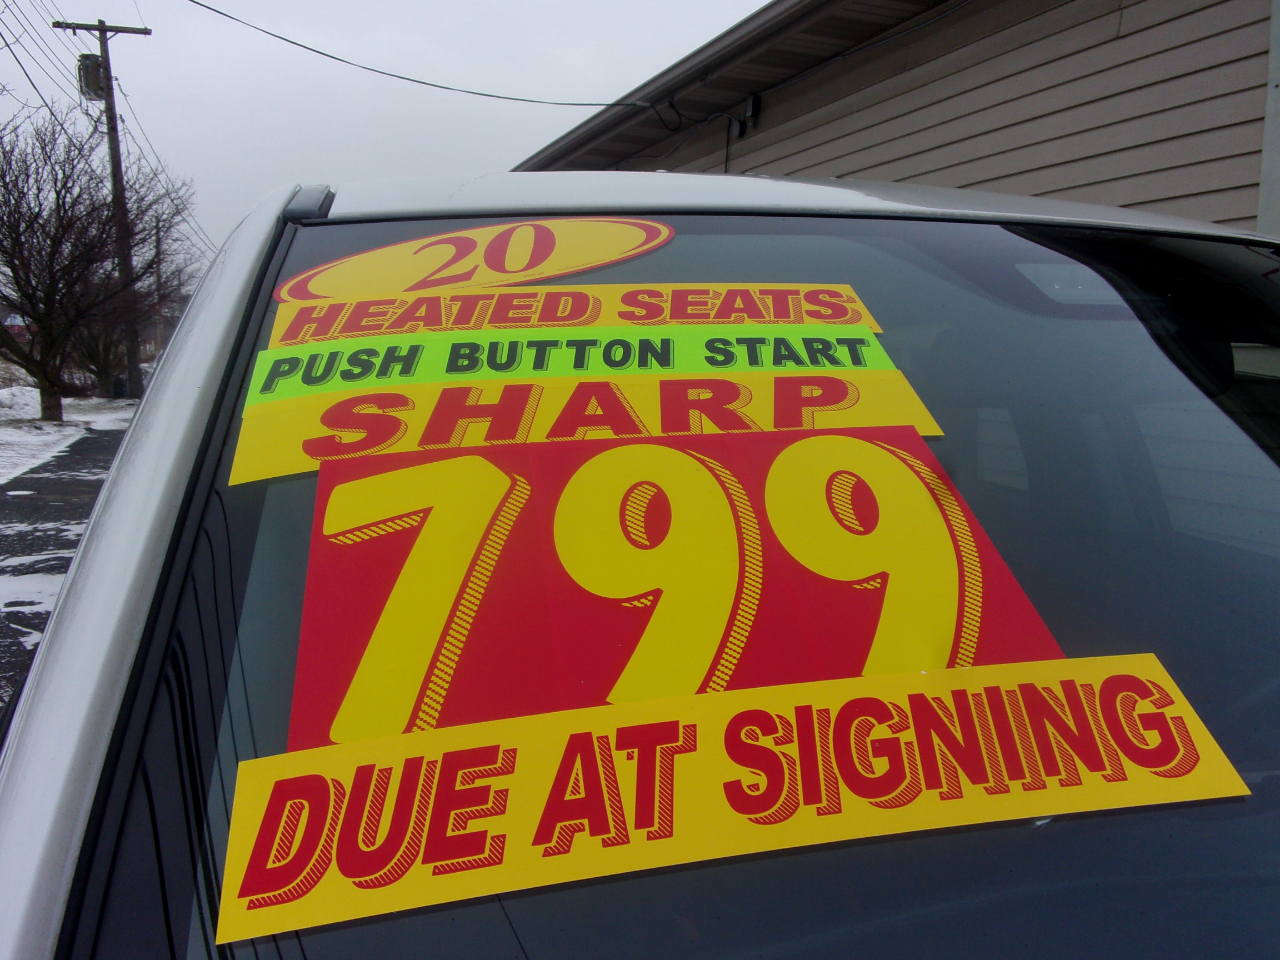 20
HEATED SEATS
PUSH BUTTON START
SHARP
799
DUE AT SIGNING